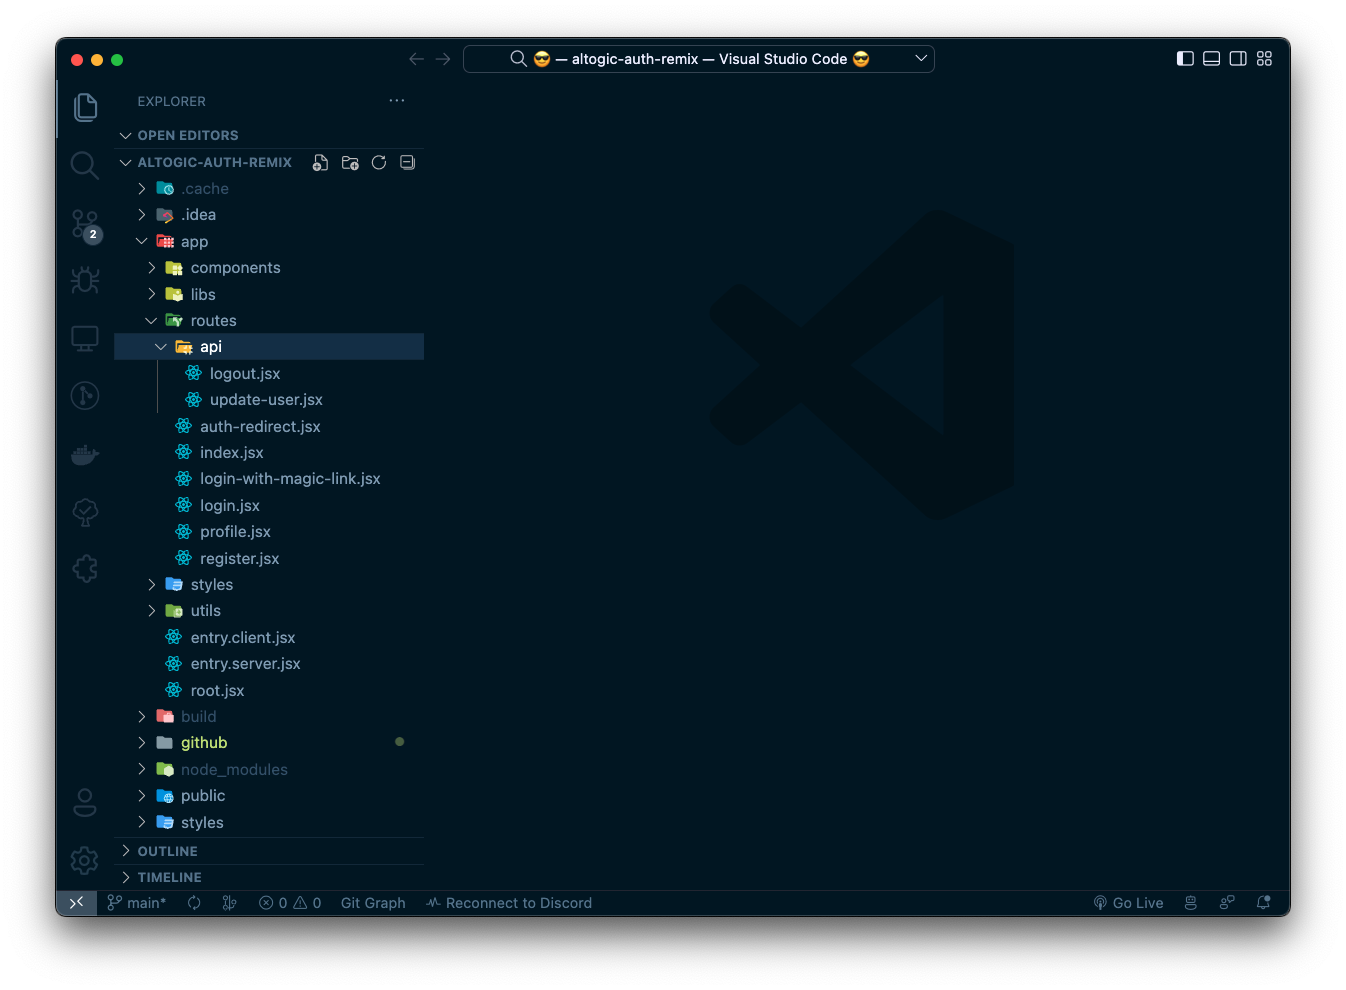 — altogic-auth-remix — Visual Studio Code
EXPLORER
OPEN EDITORS
ALTOGIC-AUTH-REMIX
.cache
.idea
app
components
libs
routes
api
logout.jsx
update-user.jsx
auth-redirect.jsx
index.jsx
login-with-magic-link.jsx
login.jsx
profile.jsx
register.jsx
styles
utils
entry.client.jsx
entry.server.jsx
root.jsx
build
github
node_modules
public
styles
OUTLINE
TIMELINE
2
main* 0 0 Git Graph Reconnect to Discord Go Live